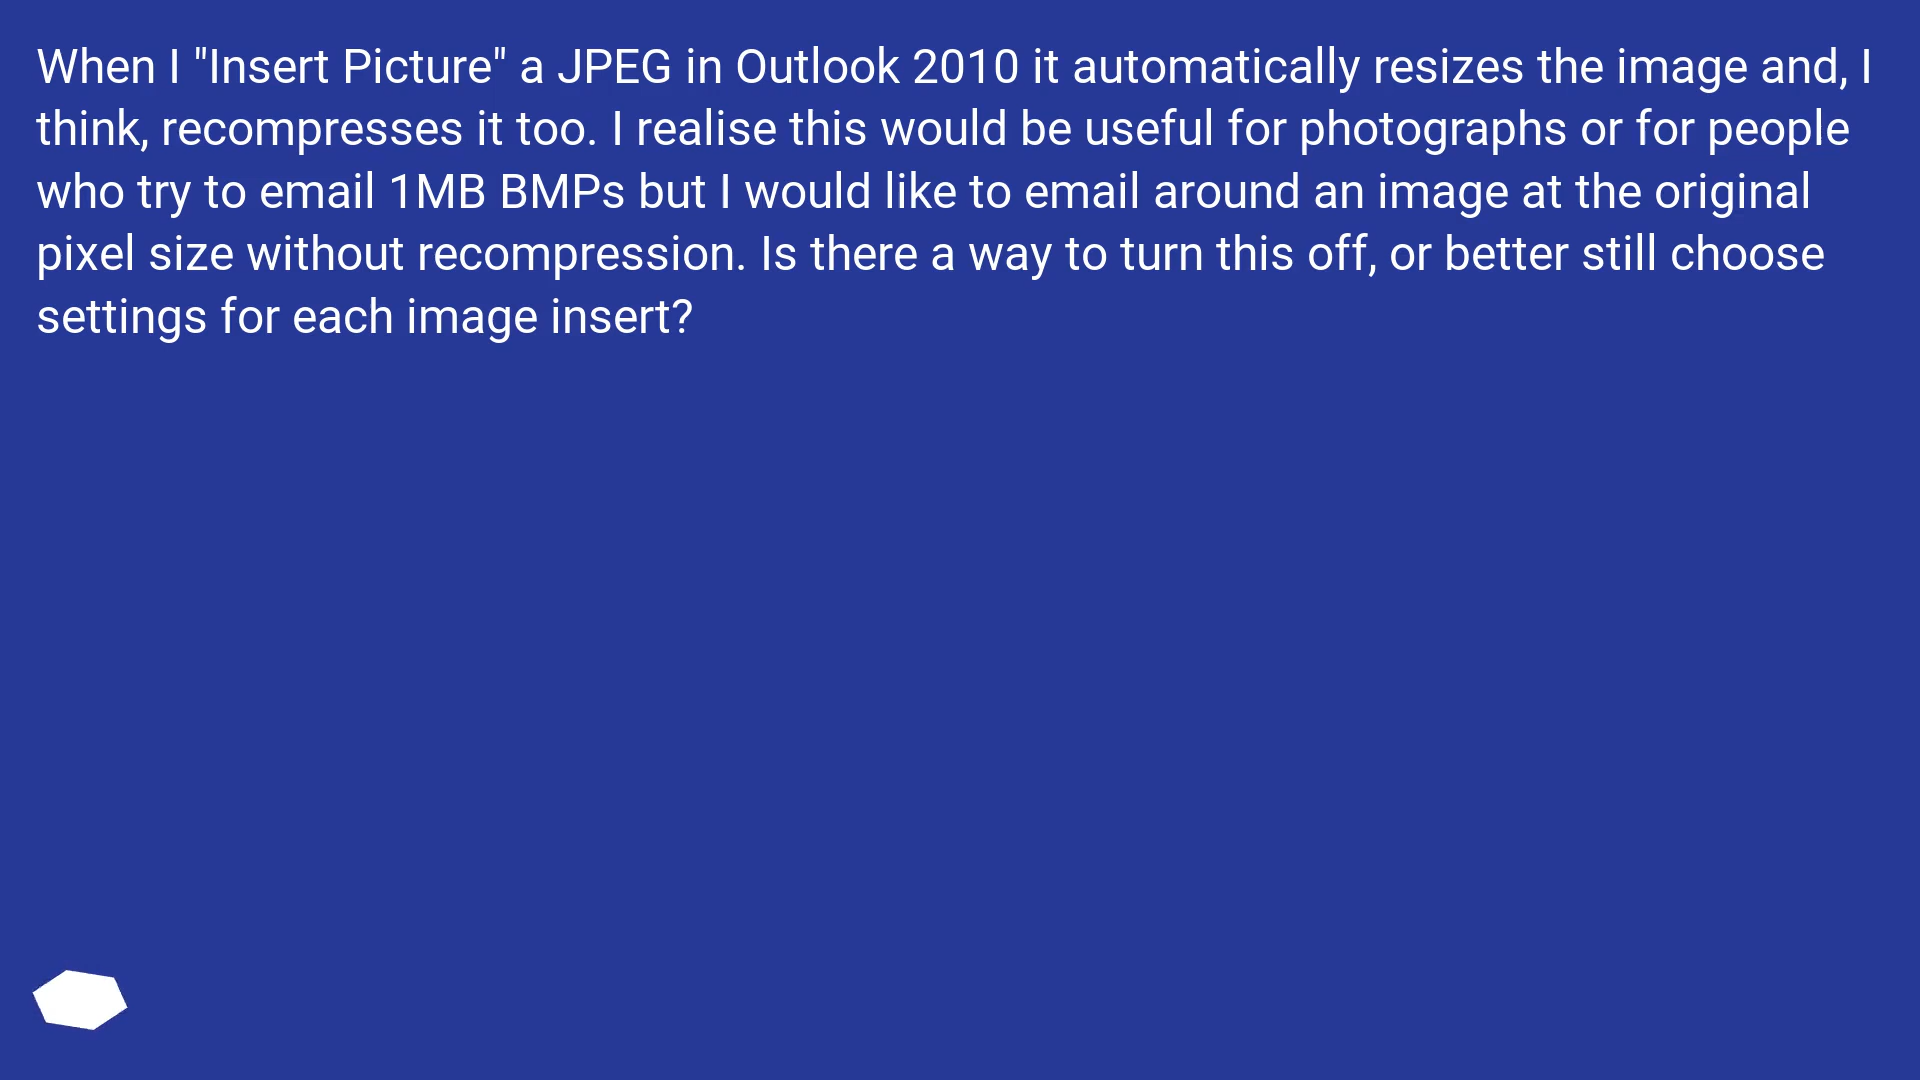 When I "Insert Picture" a JPEG in Outlook 2010 it automatically resizes the image and, I
think, recompresses it too. I realise this would be useful for photographs or for people
who try to email 1MB BMPs but I would like to email around an image at the original
pixel size without recompression. Is there a way to turn this off, or better still choose
settings for each image insert?